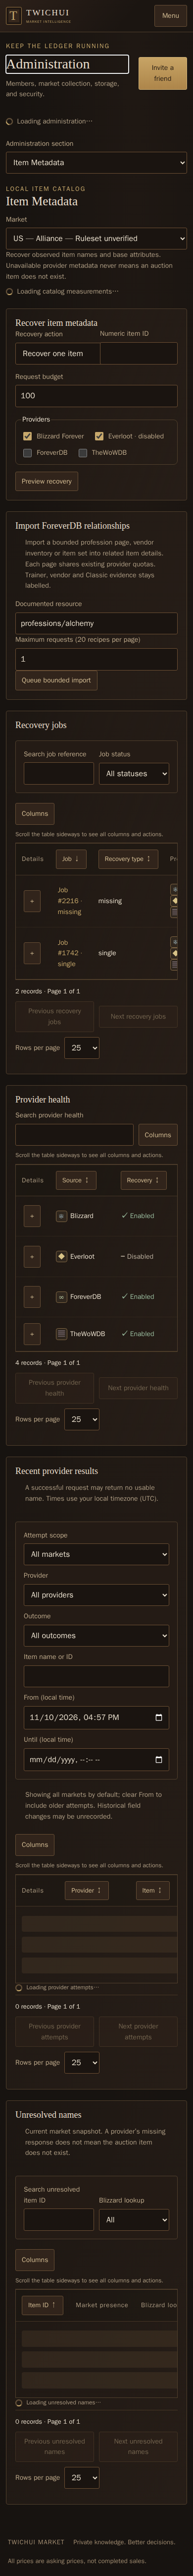 TWICHUI
MARKET INTELLIGENCE
Menu
KEEP THE LEDGER RUNNING
Administration
Members, market collection, storage,
and security.
Invite a
friend
Loading administration…
Administration section
Item Metadata
LOCAL ITEM CATALOG
Item Metadata
Market
US — Alliance — Ruleset unverified
Recover observed item names and base attributes.
Unavailable provider metadata never means an auction
item does not exist.
Loading catalog measurements…
Recover item metadata
Recovery action
Numeric item ID
Recover one item
Request budget
100
Providers
Blizzard Forever
Everloot · disabled
ForeverDB
TheWoWDB
Preview recovery
Import ForeverDB relationships
Import a bounded profession page, vendor
inventory or item set into related item details.
Each page shares existing provider quotas.
Trainer, vendor and Classic evidence stays
labelled.
Documented resource
professions/alchemy
Maximum requests (20 recipes per page)
1
Queue bounded import
Recovery jobs
Search job reference
Job status
All statuses
Columns
Scroll the table sideways to see all columns and actions.
Details
Job ↓
Recovery type ↕
Pr
+
Job
#2216 ·
missing
missing
+
Job
#1742 ·
single
single
2 records · Page 1 of 1
Previous recovery
jobs
Next recovery jobs
Rows per page
25
Provider health
Search provider health
Columns
Scroll the table sideways to see all columns and actions.
Details
Source ↕
Recovery ↕
+
Blizzard
✓ Enabled
+
Everloot
− Disabled
+
ForeverDB
✓ Enabled
+
TheWoWDB
✓ Enabled
4 records · Page 1 of 1
Previous provider
health
Next provider health
Rows per page
25
Recent provider results
A successful request may return no usable
name. Times use your local timezone (UTC).
Attempt scope
All markets
Provider
All providers
Outcome
All outcomes
Item name or ID
From (local time)
11/10/2026, 04:57 PM
Until (local time)
mm/dd/yyyy, --:-- --
Showing all markets by default; clear From to
include older attempts. Historical field
changes may be unrecorded.
Columns
Scroll the table sideways to see all columns and actions.
Details
Provider ↕
Item ↕
Loading provider attempts…
0 records · Page 1 of 1
Previous provider
attempts
Next provider
attempts
Rows per page
25
Unresolved names
Current market snapshot. A provider's missing
response does not mean the auction item
does not exist.
Search unresolved
item ID
Blizzard lookup
All
Columns
Scroll the table sideways to see all columns and actions.
Item ID ↑
Market presence
Blizzard loo
Loading unresolved names…
0 records · Page 1 of 1
Previous unresolved
names
Next unresolved
names
Rows per page
25
TWICHUI MARKET
Private knowledge. Better decisions.
All prices are asking prices, not completed sales.